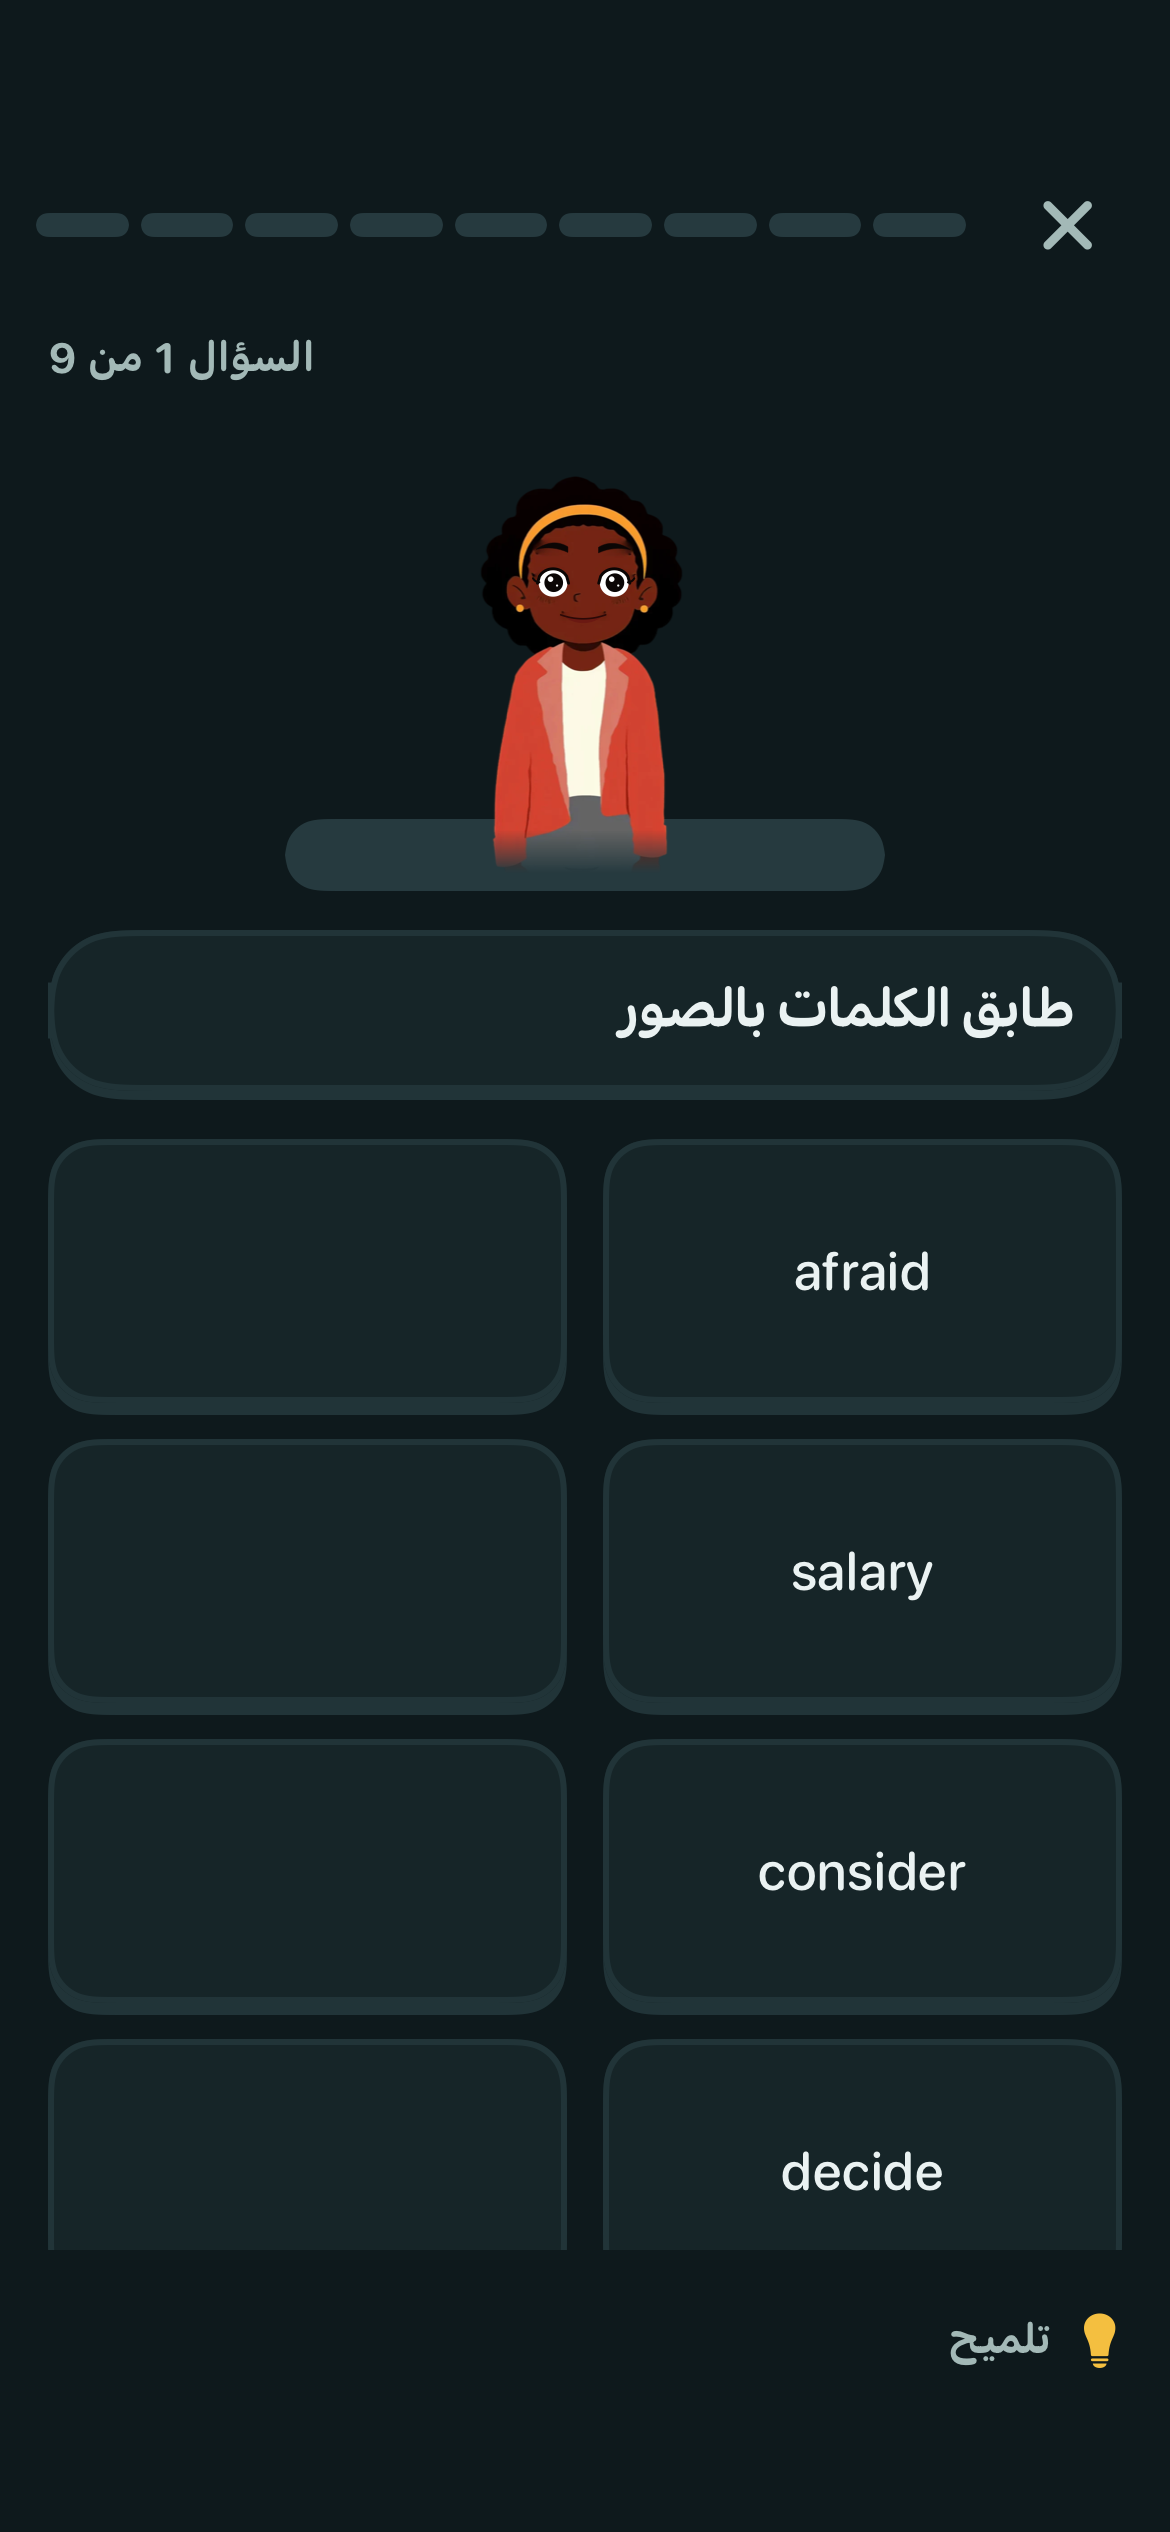 السؤال 1 من 9
طابق الكلمات بالصور
afraid
salary
consider
decide
تلميح